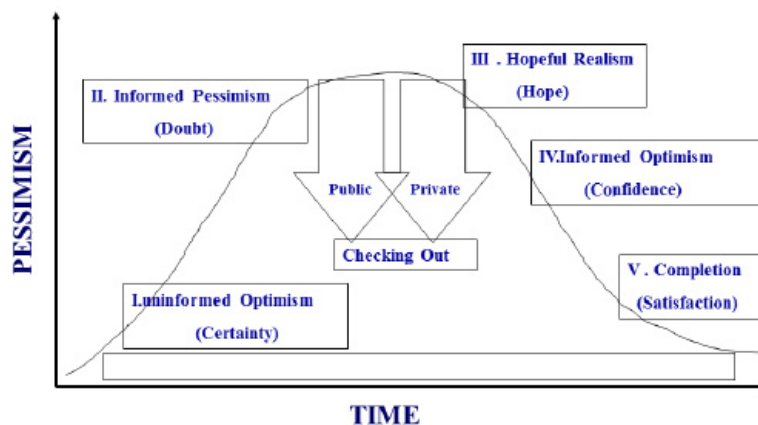 III . Hopeful Realism
(Hope)
II. Informed Pessimism
(Doubt)
IV.Informed Optimism
(Confidence)
Public
Private
Checking Out
V . Completion
(Satisfaction)
I.uninformed Optimism
(Certainty)
PESSIMISM
TIME